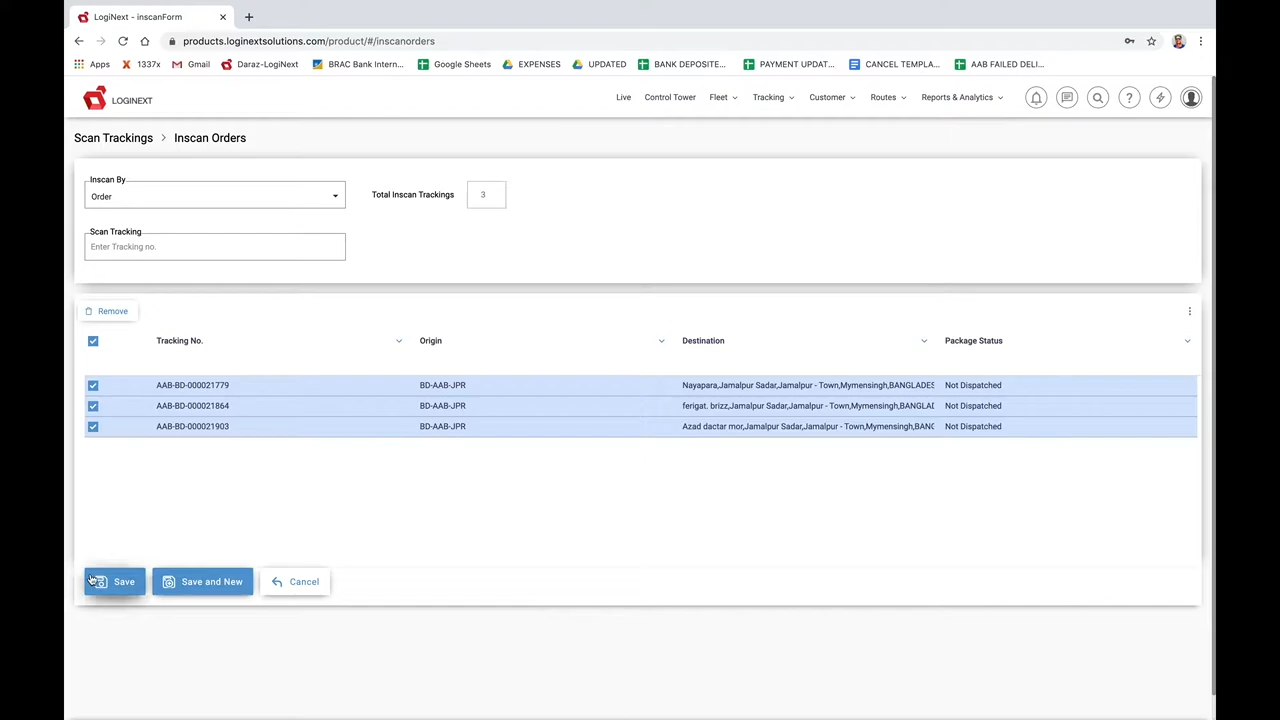 LogiNext - inscanForm
products.loginextsolutions.com/product/#/inscanorders
Apps 1337x Gmail Daraz-LogiNext BRAC Bank Intern... Google Sheets EXPENSES UPDATED BANK DEPOSITE... PAYMENT UPDAT... CANCEL TEMPLA... AAB FAILED DELI...
LOGINEXT Live Control Tower Fleet Tracking Customer Routes Reports & Analytics
Scan Trackings > Inscan Orders
Inscan By
Order
Total Inscan Trackings 3
Scan Tracking
Enter Tracking no.
Remove
Tracking No. Origin Destination Package Status
AAB-BD-000021779 BD-AAB-JPR Nayapara,Jamalpur Sadar,Jamalpur - Town,Mymensingh,BANGLADES Not Dispatched
AAB-BD-000021864 BD-AAB-JPR ferigat. brizz,Jamalpur Sadar,Jamalpur - Town,Mymensingh,BANGLAD Not Dispatched
AAB-BD-000021903 BD-AAB-JPR Azad dactar mor,Jamalpur Sadar,Jamalpur - Town,Mymensingh,BANG Not Dispatched
Save Save and New Cancel